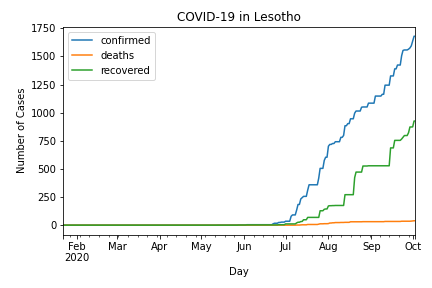 COVID-19 in Lesotho
1750
1500
1250
1000
750
500
250
0
Number of Cases
confirmed
deaths
recovered
Feb Mar Apr May Jun Jul Aug Sep Oct
2020
Day